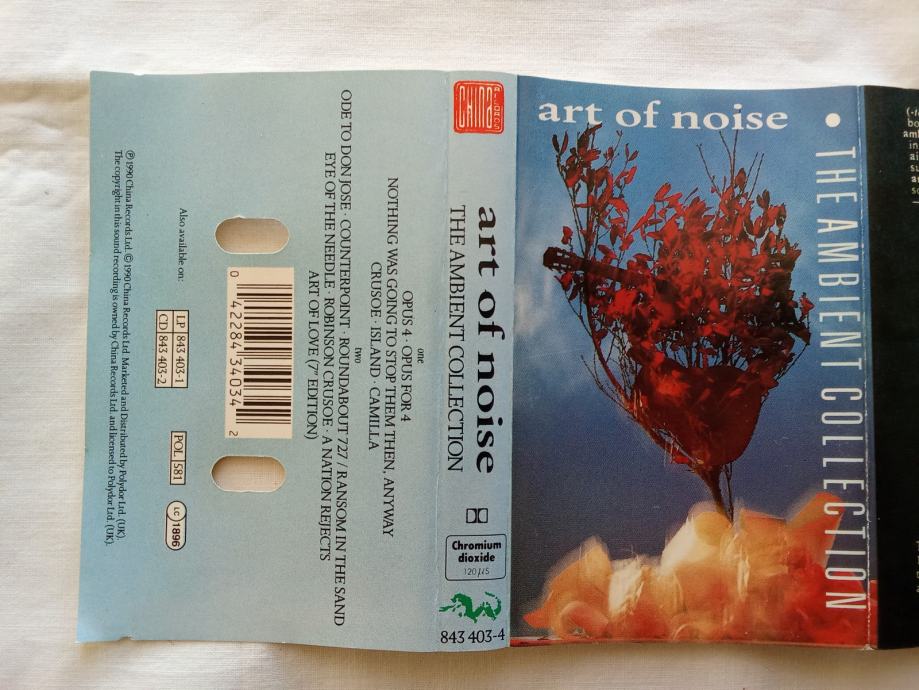 art of noise •
THE AMBIENT COLLECTION
CHINA
RECORDS
art of noise
THE AMBIENT COLLECTION
Chromium
dioxide
120 µS
843 403-4
one
OPUS 4 · OPUS FOR 4
NOTHING WAS GOING TO STOP THEM THEN, ANYWAY
CRUSOE · ISLAND · CAMILLA
two
ODE TO DON JOSE · COUNTERPOINT · ROUNDABOUT 727 / RANSOM IN THE SAND
EYE OF THE NEEDLE · ROBINSON CRUSOE · A NATION REJECTS
ART OF LOVE (7" EDITION)
0 42284 34034 2
Also available on:
LP 843 403-1
CD 843 403-2
POL 581
LC 1896
℗ 1990 China Records Ltd. © 1990 China Records Ltd. Marketed and Distributed by Polydor Ltd. (UK).
The copyright in this sound recording is owned by China Records Ltd. and licensed to Polydor Ltd. (UK).